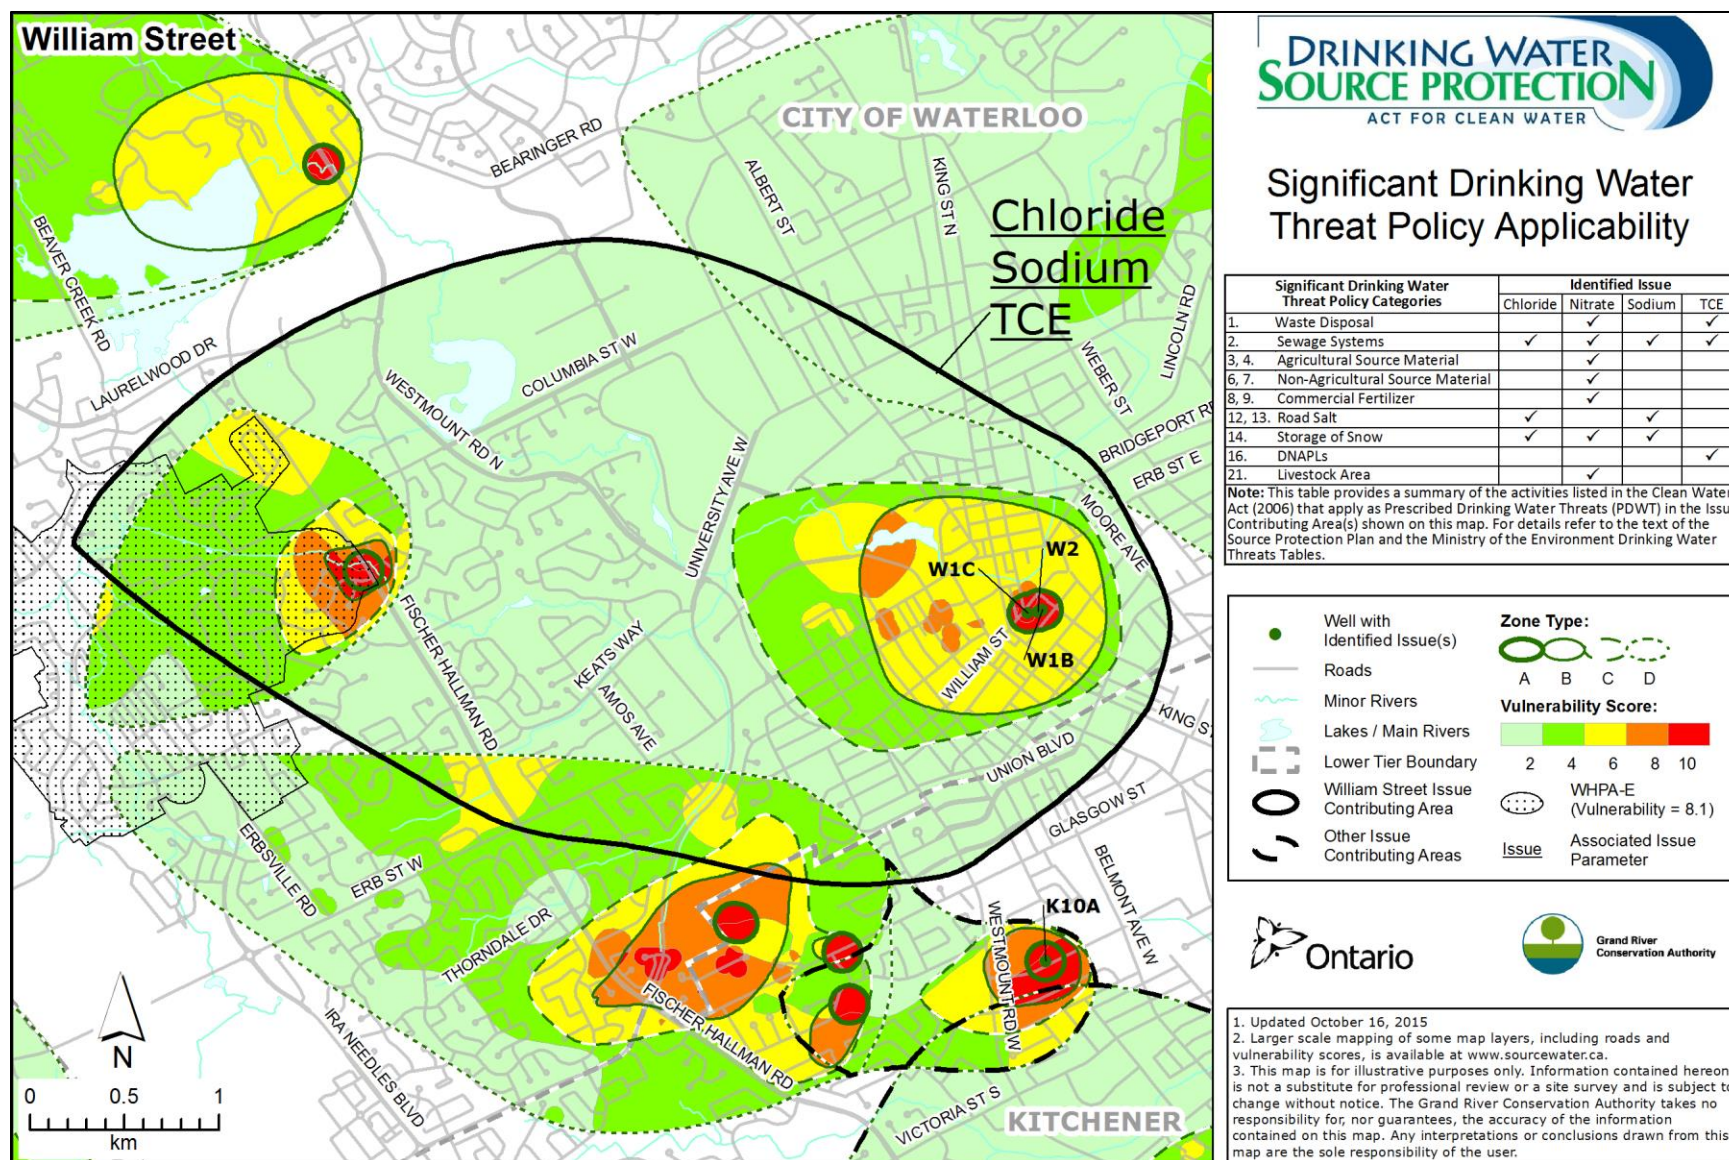 William Street
CITY OF WATERLOO
BEARINGER RD
ALBERT ST
KING ST N
Chloride
Sodium
TCE
BEAVER CREEK RD
LAURELWOOD DR
WESTMOUNT RD N
COLUMBIA ST W
WEBER ST
LINCOLN RD
BRIDGEPORT RD
ERB ST E
UNIVERSITY AVE W
MOORE AVE
W2
W1C
W1B
WILLIAM ST
FISCHER HALLMAN RD
KEATS WAY
AMOS AVE
KING ST
UNION BLVD
GLASGOW ST
BELMONT AVE W
ERBSVILLE RD
ERB ST W
THORNDALE DR
K10A
WESTMOUNT RD W
FISCHER HALLMAN RD
IRA NEEDLES BLVD
VICTORIA ST S
KITCHENER
N
0 0.5 1
km
DRINKING WATER
SOURCE PROTECTION
ACT FOR CLEAN WATER
Significant Drinking Water
Threat Policy Applicability
Significant Drinking Water
Threat Policy Categories
Identified Issue
Chloride Nitrate Sodium TCE
1. Waste Disposal ✓ ✓
2. Sewage Systems ✓ ✓ ✓ ✓
3, 4. Agricultural Source Material ✓
6, 7. Non-Agricultural Source Material ✓
8, 9. Commercial Fertilizer ✓
12, 13. Road Salt ✓ ✓
14. Storage of Snow ✓ ✓ ✓
16. DNAPLs ✓
21. Livestock Area ✓
Note: This table provides a summary of the activities listed in the Clean Water
Act (2006) that apply as Prescribed Drinking Water Threats (PDWT) in the Issu
Contributing Area(s) shown on this map. For details refer to the text of the
Source Protection Plan and the Ministry of the Environment Drinking Water
Threats Tables.
Well with
Identified Issue(s)
Roads
Minor Rivers
Lakes / Main Rivers
Lower Tier Boundary
William Street Issue
Contributing Area
Other Issue
Contributing Areas
Zone Type:
A B C D
Vulnerability Score:
2 4 6 8 10
WHPA-E
(Vulnerability = 8.1)
Issue
Associated Issue
Parameter
Ontario
Grand River
Conservation Authority
1. Updated October 16, 2015
2. Larger scale mapping of some map layers, including roads and
vulnerability scores, is available at www.sourcewater.ca.
3. This map is for illustrative purposes only. Information contained hereon
is not a substitute for professional review or a site survey and is subject to
change without notice. The Grand River Conservation Authority takes no
responsibility for, nor guarantees, the accuracy of the information
contained on this map. Any interpretations or conclusions drawn from this
map are the sole responsibility of the user.